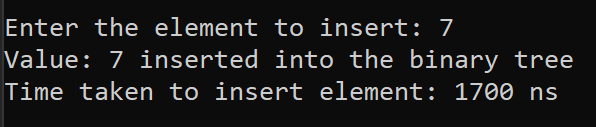 Enter the element to insert: 7
Value: 7 inserted into the binary tree
Time taken to insert element: 1700 ns